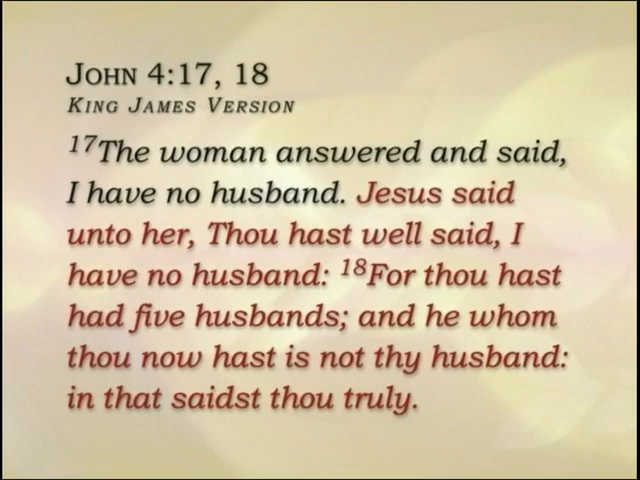 John 4:17, 18
King James Version
17The woman answered and said,
I have no husband. Jesus said
unto her, Thou hast well said, I
have no husband: 18For thou hast
had five husbands; and he whom
thou now hast is not thy husband:
in that saidst thou truly.